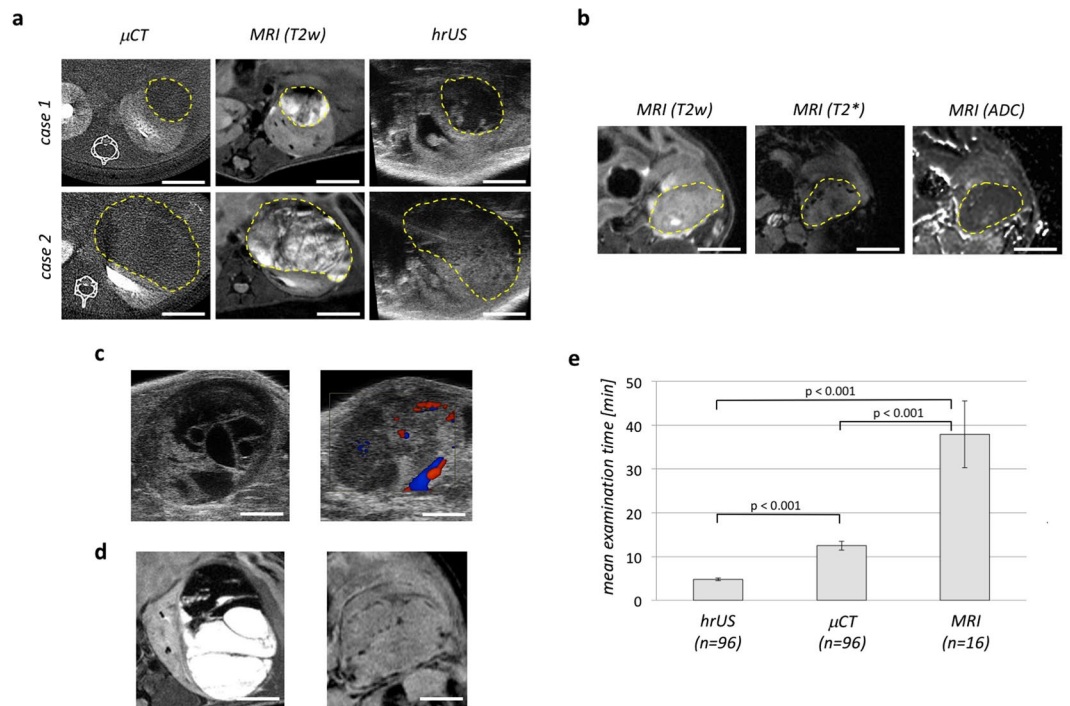 a
μCT MRI (T2w) hrUS
case 1
case 2
b
MRI (T2w) MRI (T2*) MRI (ADC)
c
d
e
mean examination time [min]
50
40
30
20
10
0
p < 0.001
p < 0.001
p < 0.001
hrUS μCT MRI
(n=96) (n=96) (n=16)